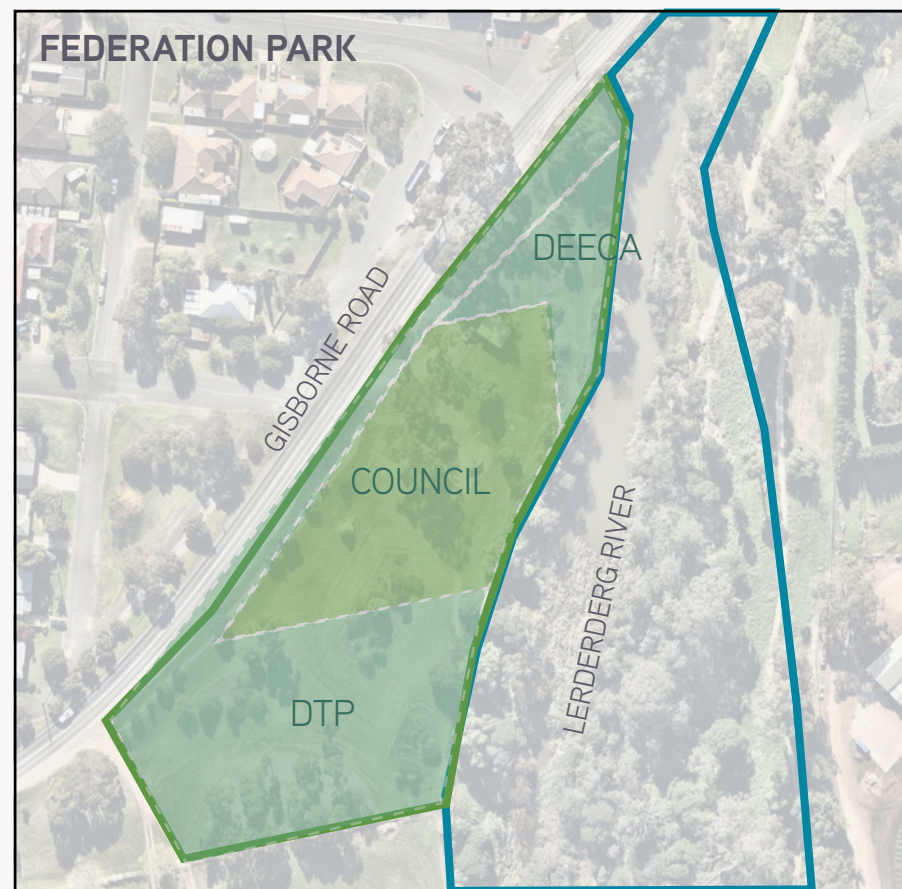 FEDERATION PARK
DEECA
GISBORNE ROAD
COUNCIL
LERDERDERG RIVER
DTP